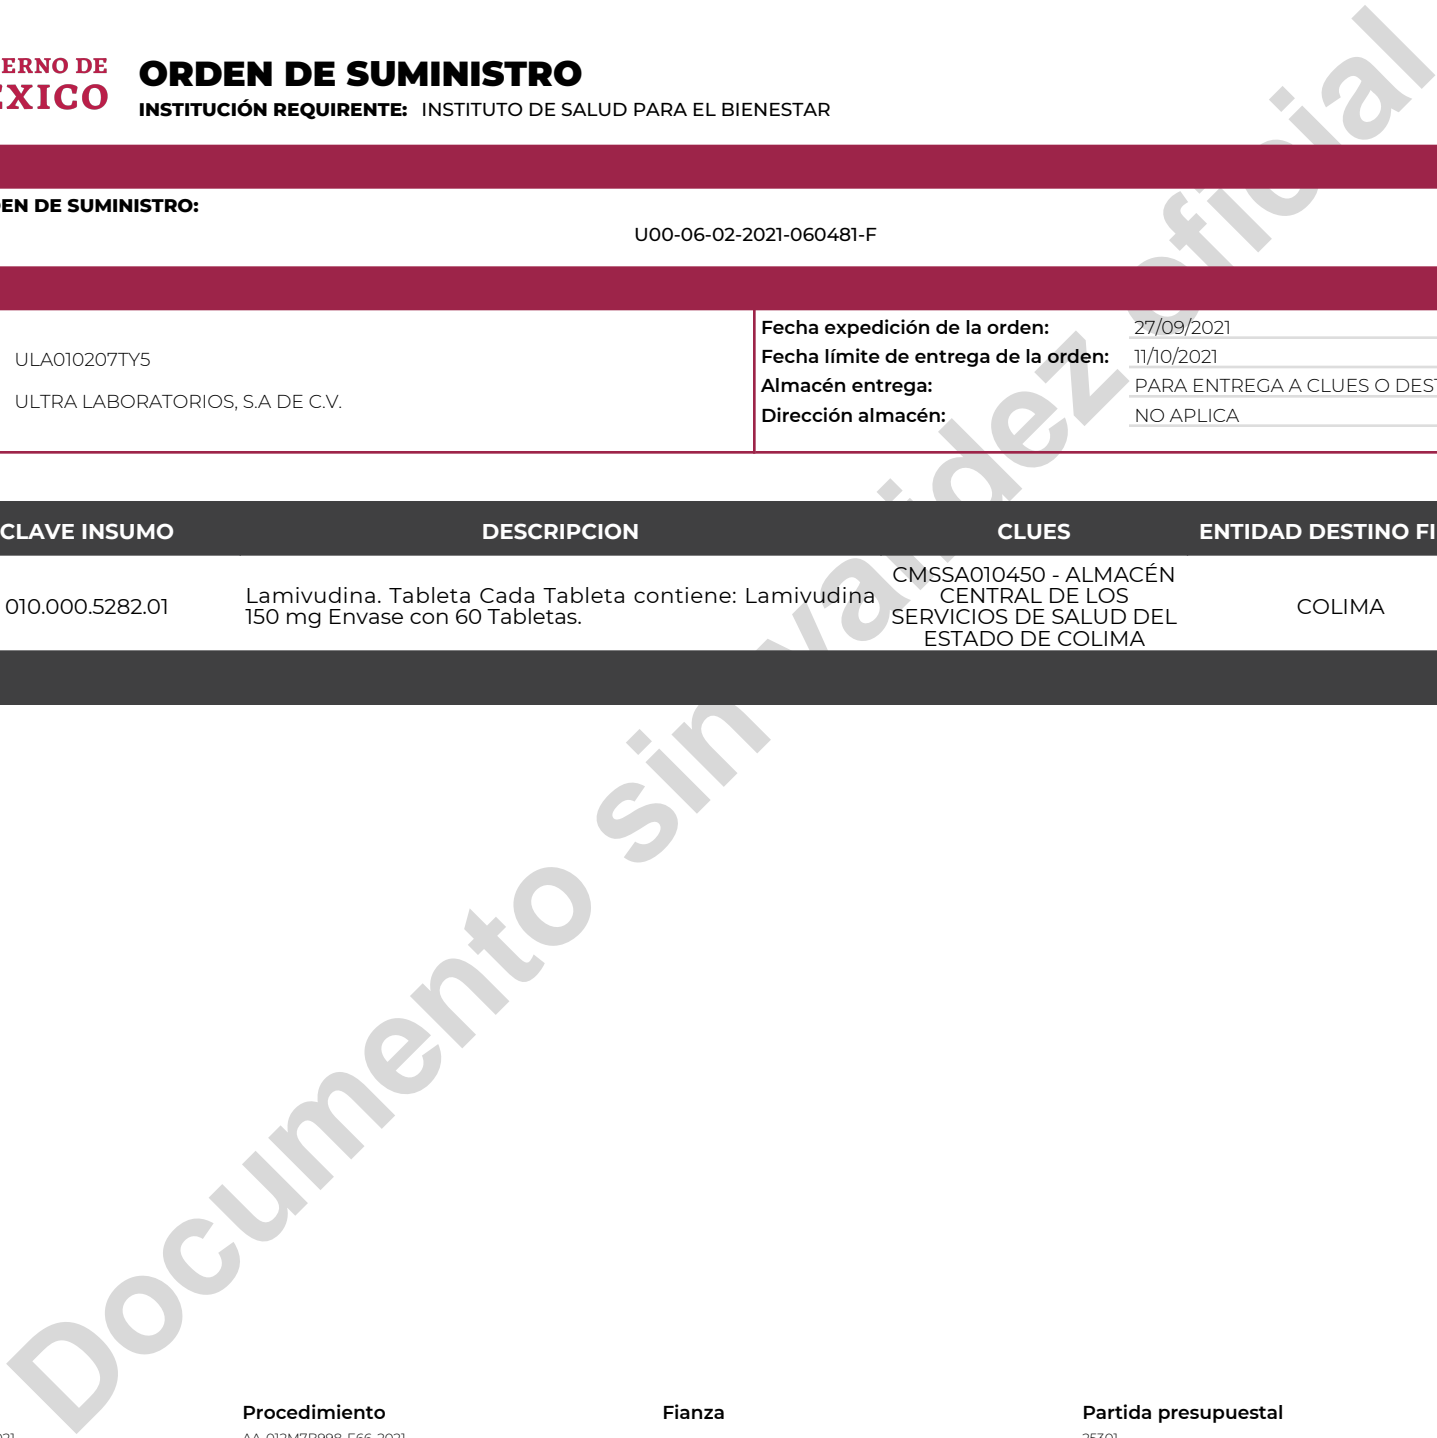 ERNO DE
EXICO
ORDEN DE SUMINISTRO
INSTITUCIÓN REQUIRENTE: INSTITUTO DE SALUD PARA EL BIENESTAR
EN DE SUMINISTRO:
U00-06-02-2021-060481-F
ULA010207TY5
ULTRA LABORATORIOS, S.A DE C.V.
Fecha expedición de la orden: 27/09/2021
Fecha límite de entrega de la orden: 11/10/2021
Almacén entrega: PARA ENTREGA A CLUES O DEST
Dirección almacén: NO APLICA
CLAVE INSUMO DESCRIPCION CLUES ENTIDAD DESTINO FI
010.000.5282.01
Lamivudina. Tableta Cada Tableta contiene: Lamivudina
150 mg Envase con 60 Tabletas.
CMSSA010450 - ALMACÉN
CENTRAL DE LOS
SERVICIOS DE SALUD DEL
ESTADO DE COLIMA
COLIMA
Documento sin validez oficial
Procedimiento Fianza Partida presupuestal